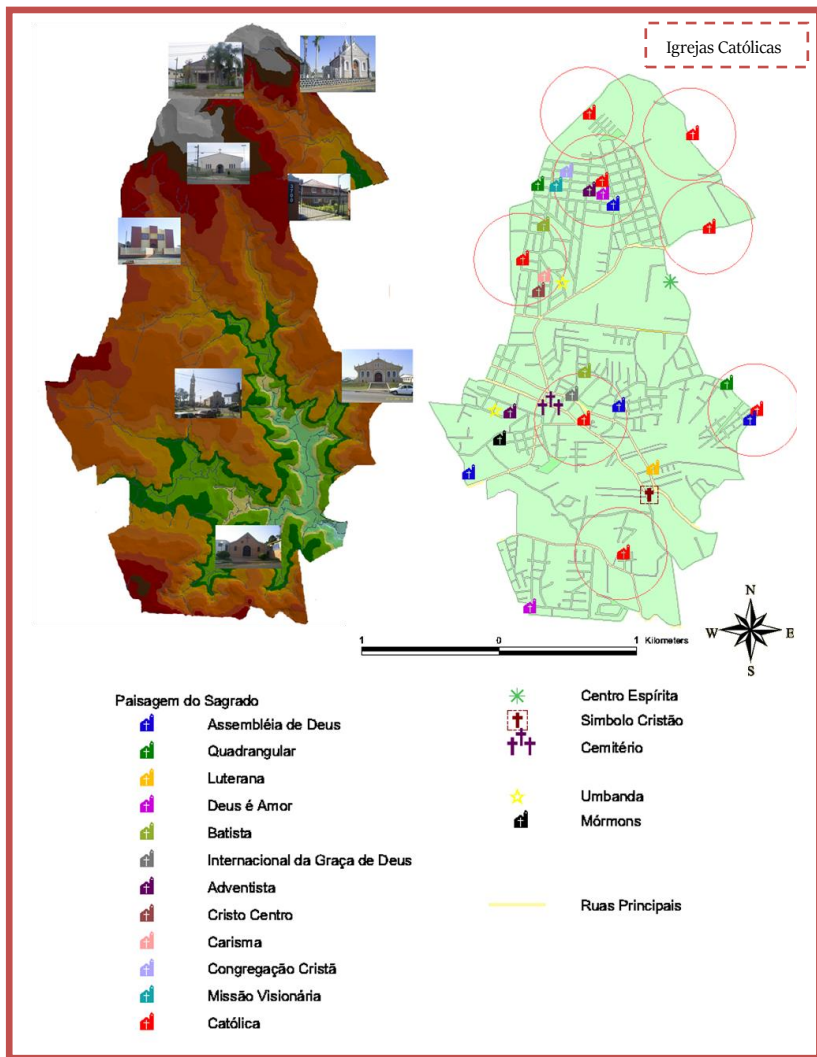 Igrejas Católicas
N
W
E
S
1
0
1
Kilometers
Paisagem do Sagrado
Assembléia de Deus
Quadrangular
Luterana
Deus é Amor
Batista
Internacional da Graça de Deus
Adventista
Cristo Centro
Carisma
Congregação Cristã
Missão Visionária
Católica
Centro Espírita
Simbolo Cristão
Cemitério
Umbanda
Mórmons
Ruas Principais